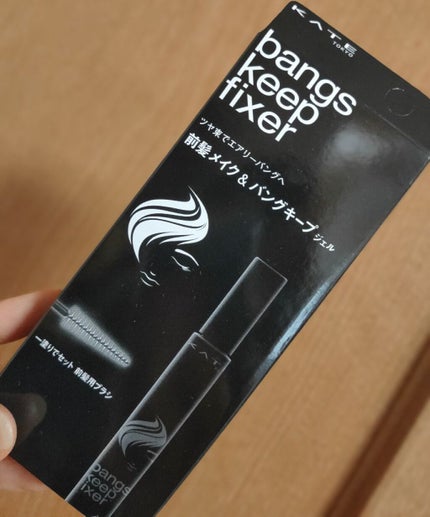 KATE
TOKYO
bangs
keep
fixer
ツヤ束でエアリーバングへ
前髪メイク&バングキープジェル
一塗りでセット 前髪用ブラシ
KATE
bangs
keep
fixer